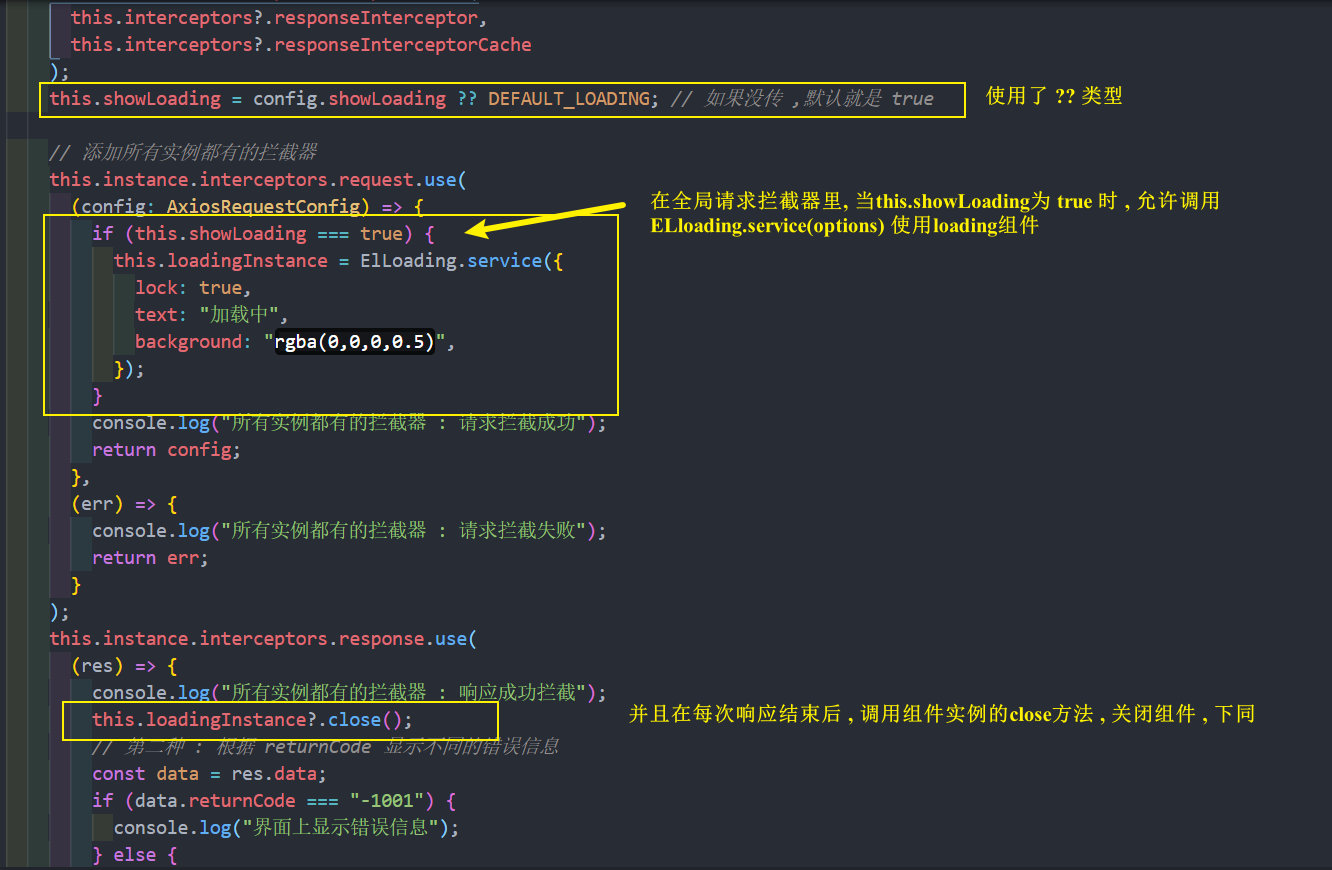 this.interceptors?.responseInterceptor,
this.interceptors?.responseInterceptorCache
);
this.showLoading = config.showLoading ?? DEFAULT_LOADING; // 如果没传 ,默认就是 true
使用了 ?? 类型
// 添加所有实例都有的拦截器
this.instance.interceptors.request.use(
(config: AxiosRequestConfig) => {
在全局请求拦截器里, 当this.showLoading为 true 时 , 允许调用
ELloading.service(options) 使用loading组件
if (this.showLoading === true) {
this.loadingInstance = ElLoading.service({
lock: true,
text: "加载中",
background: "rgba(0,0,0,0.5)",
});
}
console.log("所有实例都有的拦截器 : 请求拦截成功");
return config;
},
(err) => {
console.log("所有实例都有的拦截器 : 请求拦截失败");
return err;
}
);
this.instance.interceptors.response.use(
(res) => {
console.log("所有实例都有的拦截器 : 响应成功拦截");
this.loadingInstance?.close();
并且在每次响应结束后 , 调用组件实例的close方法 , 关闭组件 , 下同
// 第二种 : 根据 returnCode 显示不同的错误信息
const data = res.data;
if (data.returnCode === "-1001") {
console.log("界面上显示错误信息");
} else {